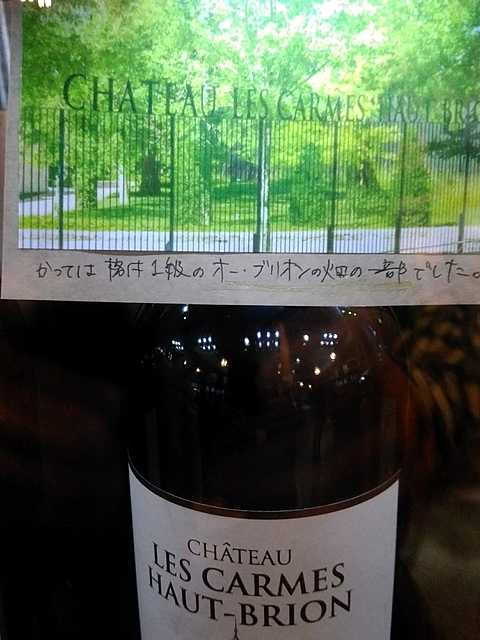 CHATEAU LES CARMES HAUT BRIO
かつては格付1級のオー・ブリオンの畑の一部でした。
CHÂTEAU
LES CARMES
HAUT-BRION